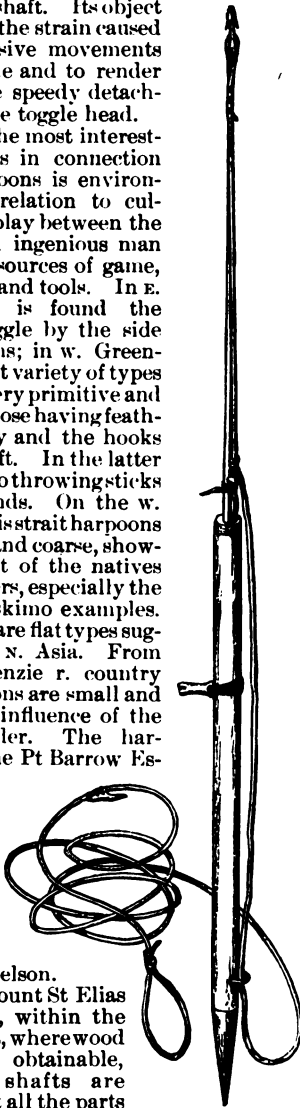 shaft. Its object
the strain caused
sive movements
e and to render
speedy detach-
e toggle head.
he most interest-
s in connection
oons is environ-
relation to cul-
play between the
ingenious man
sources of game,
and tools. In E.
is found the
ggle by the side
ns; in w. Green-
t variety of types
ery primitive and
ose having feath-
y and the hooks
ft. In the latter
o throwing sticks
nds. On the w.
is strait harpoons
nd coarse, show-
t of the natives
rs, especially the
skimo examples.
are flat types sug-
N. Asia. From
enzie r. country
ons are small and
influence of the
ler. The har-
e Pt Barrow Es-
elson.
ount St Elias
, within the
, where wood
obtainable,
shafts are
all the parts